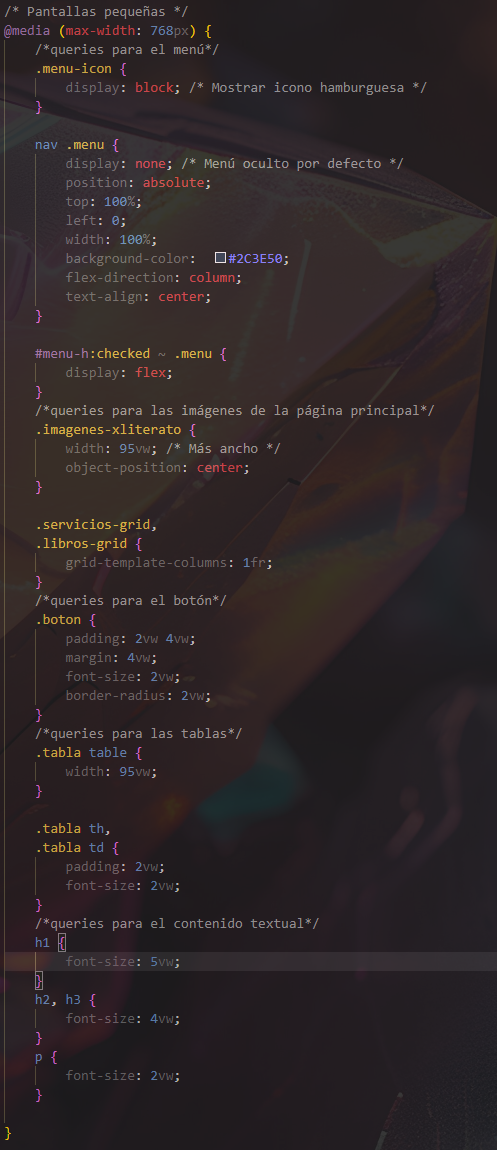 /* Pantallas pequeñas */
@media (max-width: 768px) {
    /*queries para el menú*/
    .menu-icon {
        display: block; /* Mostrar icono hamburguesa */
    }

    nav .menu {
        display: none; /* Menú oculto por defecto */
        position: absolute;
        top: 100%;
        left: 0;
        width: 100%;
        background-color:  #2C3E50;
        flex-direction: column;
        text-align: center;
    }

    #menu-h:checked ~ .menu {
        display: flex;
    }
    /*queries para las imágenes de la página principal*/
    .imagenes-xliterato {
        width: 95vw; /* Más ancho */
        object-position: center;
    }

    .servicios-grid,
    .libros-grid {
        grid-template-columns: 1fr;
    }
    /*queries para el botón*/
    .boton {
        padding: 2vw 4vw;
        margin: 4vw;
        font-size: 2vw;
        border-radius: 2vw;
    }
    /*queries para las tablas*/
    .tabla table {
        width: 95vw;
    }

    .tabla th,
    .tabla td {
        padding: 2vw;
        font-size: 2vw;
    }
    /*queries para el contenido textual*/
    h1 {
        font-size: 5vw;
    }
    h2, h3 {
        font-size: 4vw;
    }
    p {
        font-size: 2vw;
    }

}